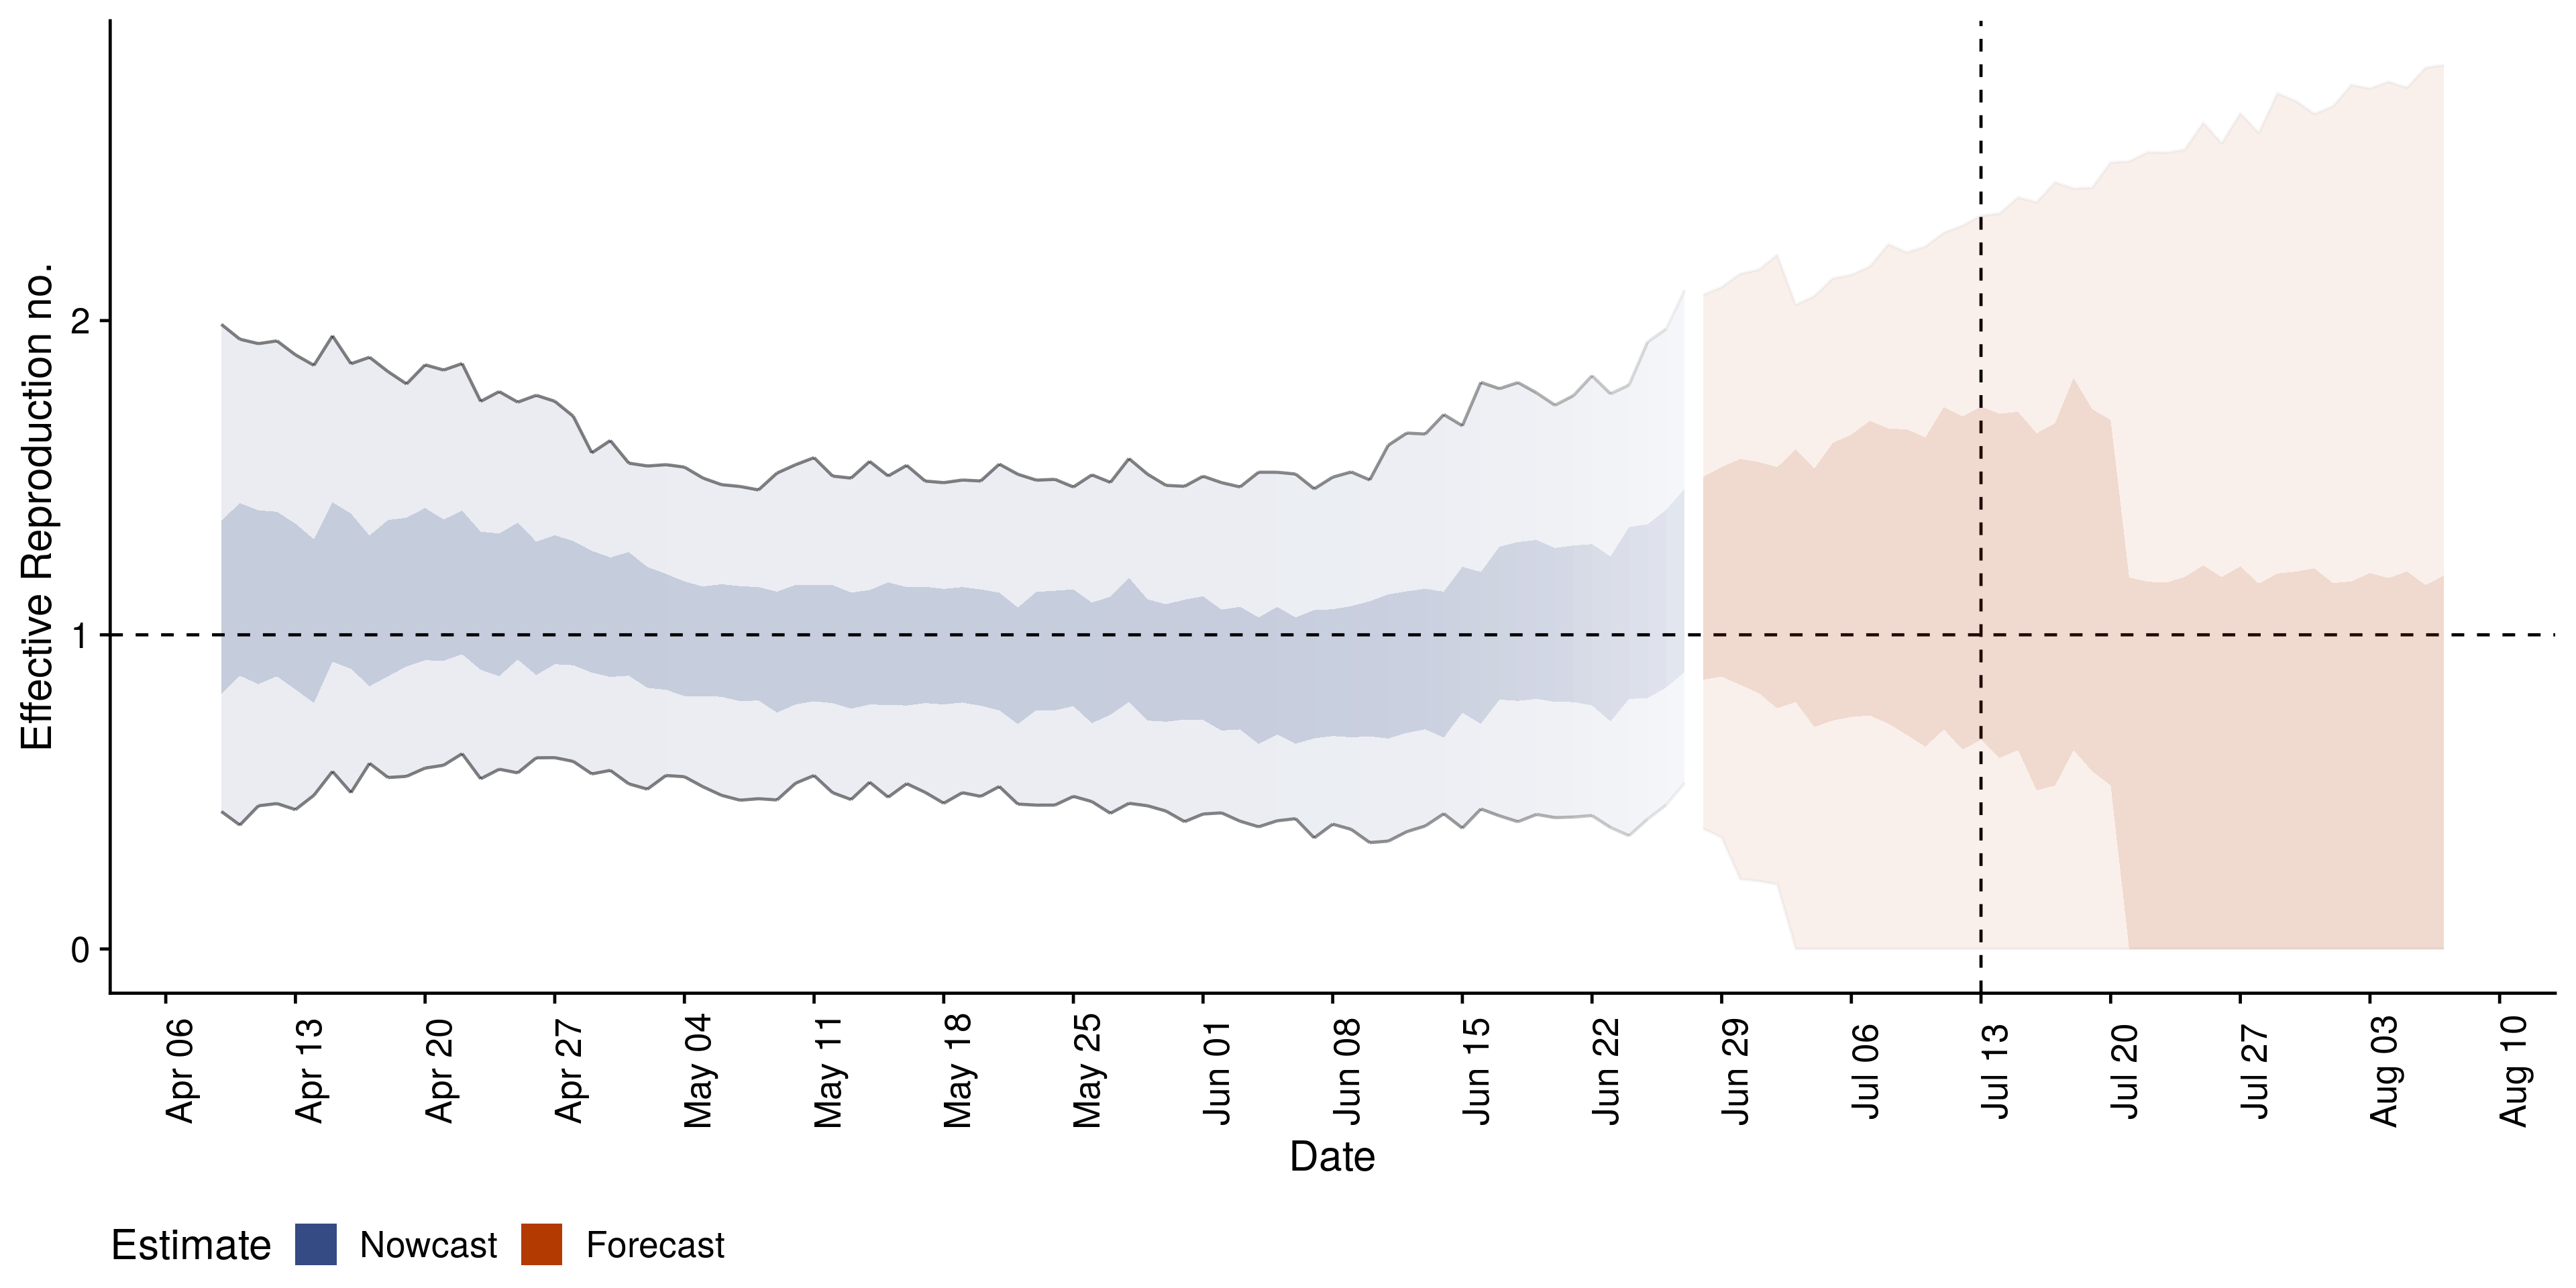 Effective Reproduction no.
2
1
0
Apr 06
Apr 13
Apr 20
Apr 27
May 04
May 11
May 18
May 25
Jun 01
Jun 08
Jun 15
Jun 22
Jun 29
Jul 06
Jul 13
Jul 20
Jul 27
Aug 03
Aug 10
Date
Estimate Nowcast Forecast